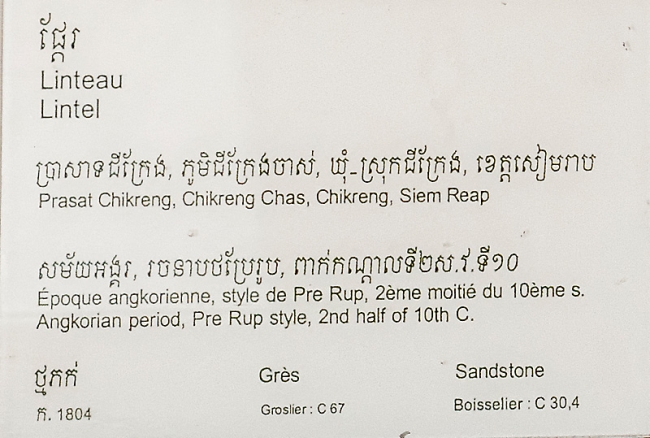 ផ្ដែរ
Linteau
Lintel
ប្រាសាទជីក្រែង, ភូមិជីក្រែងចាស់, ឃុំ-ស្រុកជីក្រែង, ខេត្តសៀមរាប
Prasat Chikreng, Chikreng Chas, Chikreng, Siem Reap
សម័យអង្គរ, រចនាបថប្រែរូប, ពាក់កណ្ដាលទី២ស.វ.ទី១០
Époque angkorienne, style de Pre Rup, 2ème moitié du 10ème s.
Angkorian period, Pre Rup style, 2nd half of 10th C.
ថ្មភក់ Grès Sandstone
ក. 1804 Groslier : C 67 Boisselier : C 30,4